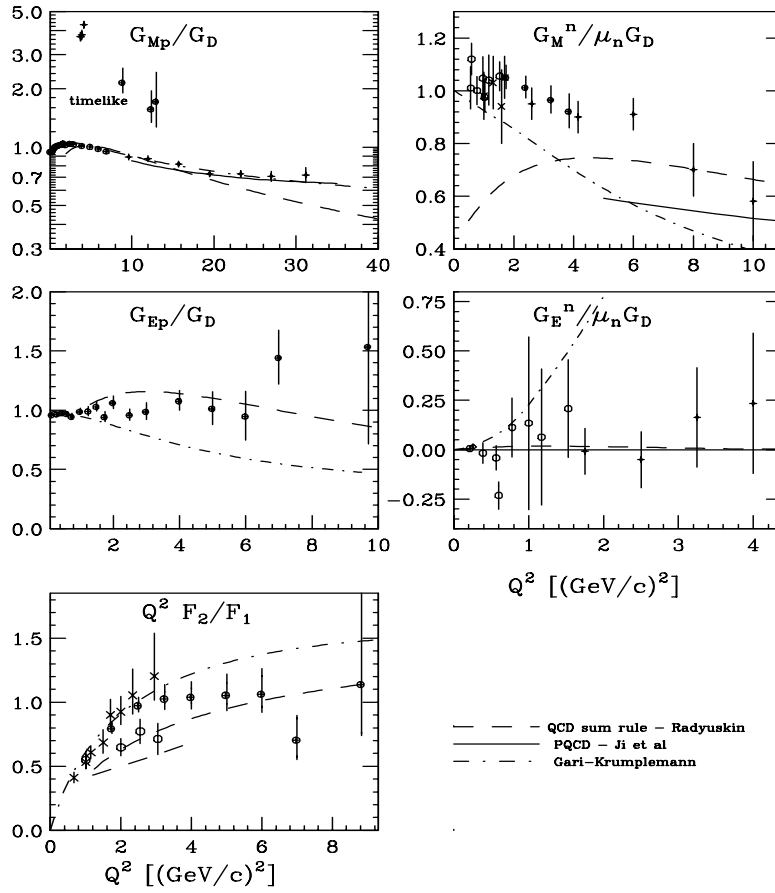 5.0
G_Mp/G_D
3.0
2.0
timelike
1.0
0.7
0.5
0.3
0 10 20 30 40
G_M^n/μ_nG_D
1.2
1.0
0.8
0.6
0.4
0 2 4 6 8 10
2.0
G_Ep/G_D
1.5
1.0
0.5
0.0
2 4 6 8 10
0.75
G_E^n/μ_nG_D
0.50
0.25
0.00
−0.25
0 1 2 3 4
Q^2 [(GeV/c)^2]
Q^2 F_2/F_1
1.5
1.0
0.5
0.0
0 2 4 6 8
Q^2 [(GeV/c)^2]
QCD sum rule − Radyuskin
PQCD − Ji et al
Gari−Krumplemann